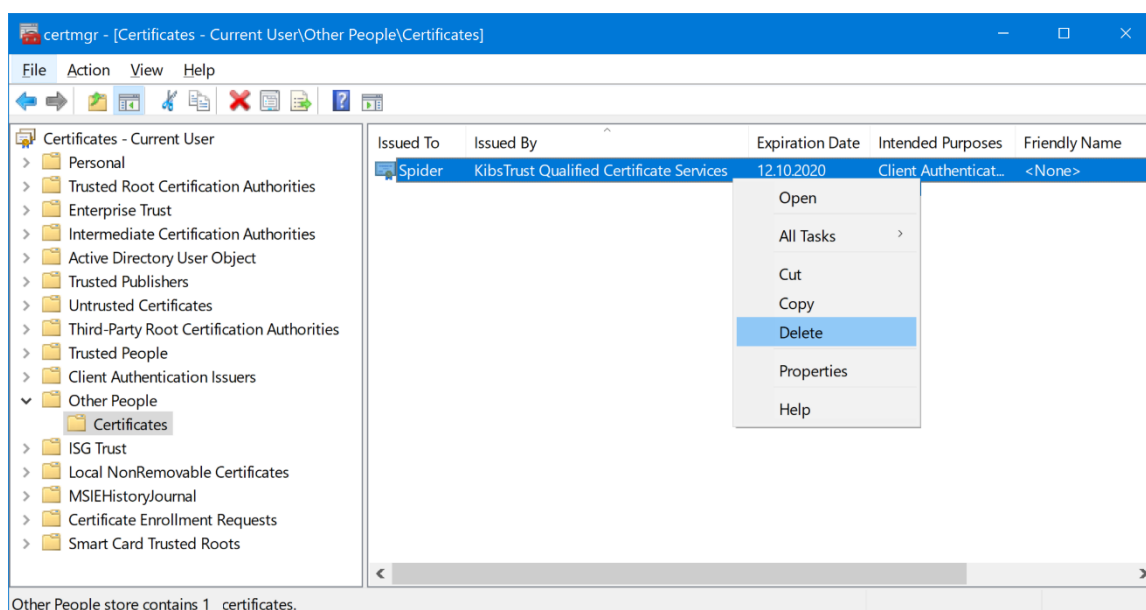 certmgr - [Certificates - Current User\Other People\Certificates]
File Action View Help
Certificates - Current User
Personal
Trusted Root Certification Authorities
Enterprise Trust
Intermediate Certification Authorities
Active Directory User Object
Trusted Publishers
Untrusted Certificates
Third-Party Root Certification Authorities
Trusted People
Client Authentication Issuers
Other People
Certificates
ISG Trust
Local NonRemovable Certificates
MSIEHistoryJournal
Certificate Enrollment Requests
Smart Card Trusted Roots
Issued To Issued By Expiration Date Intended Purposes Friendly Name
Spider KibsTrust Qualified Certificate Services 12.10.2020 Client Authenticat... <None>
Open
All Tasks
Cut
Copy
Delete
Properties
Help
Other People store contains 1 certificates.